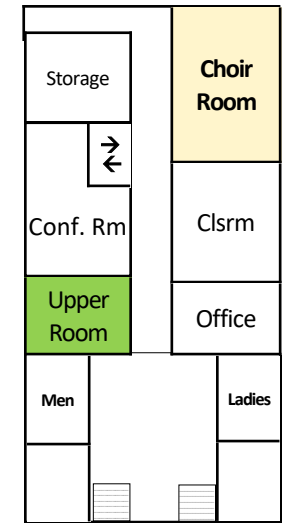 Storage
Choir
Room
Conf. Rm
Clsrm
Upper
Room
Office
Men
Ladies